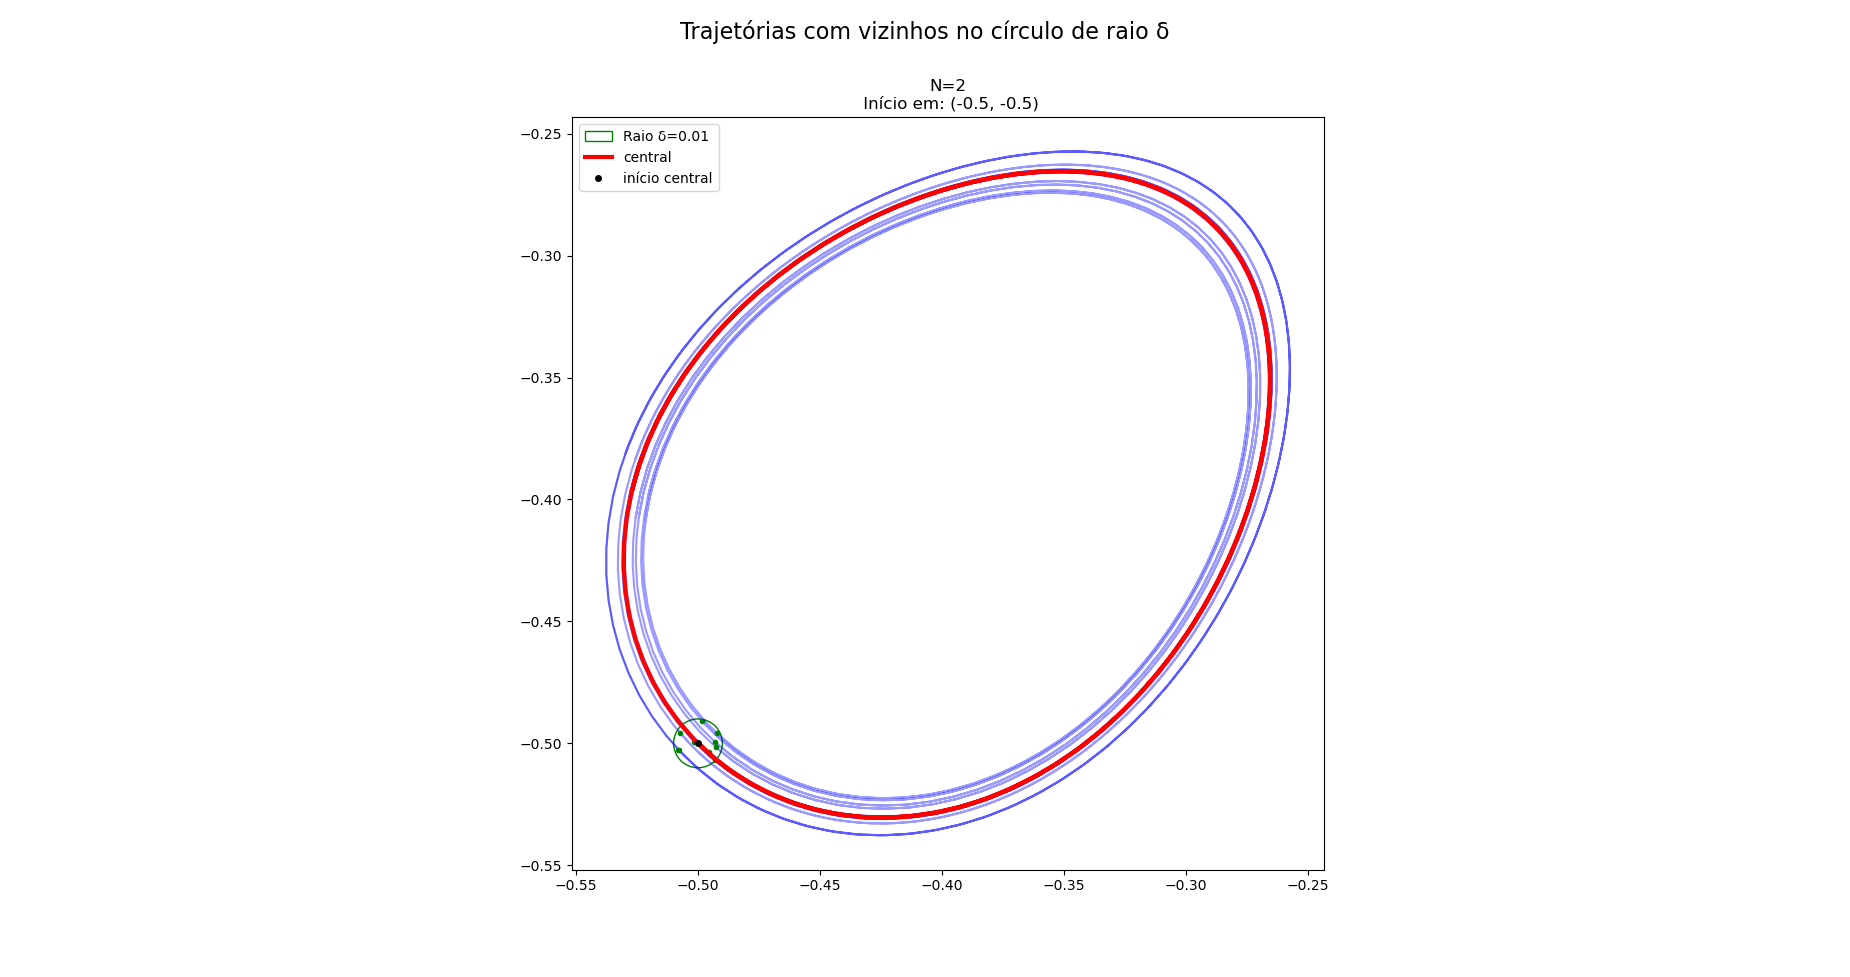 Trajetórias com vizinhos no círculo de raio δ
N=2
Início em: (-0.5, -0.5)
Raio δ=0.01
central
início central
−0.25
−0.30
−0.35
−0.40
−0.45
−0.50
−0.55
−0.55
−0.50
−0.45
−0.40
−0.35
−0.30
−0.25